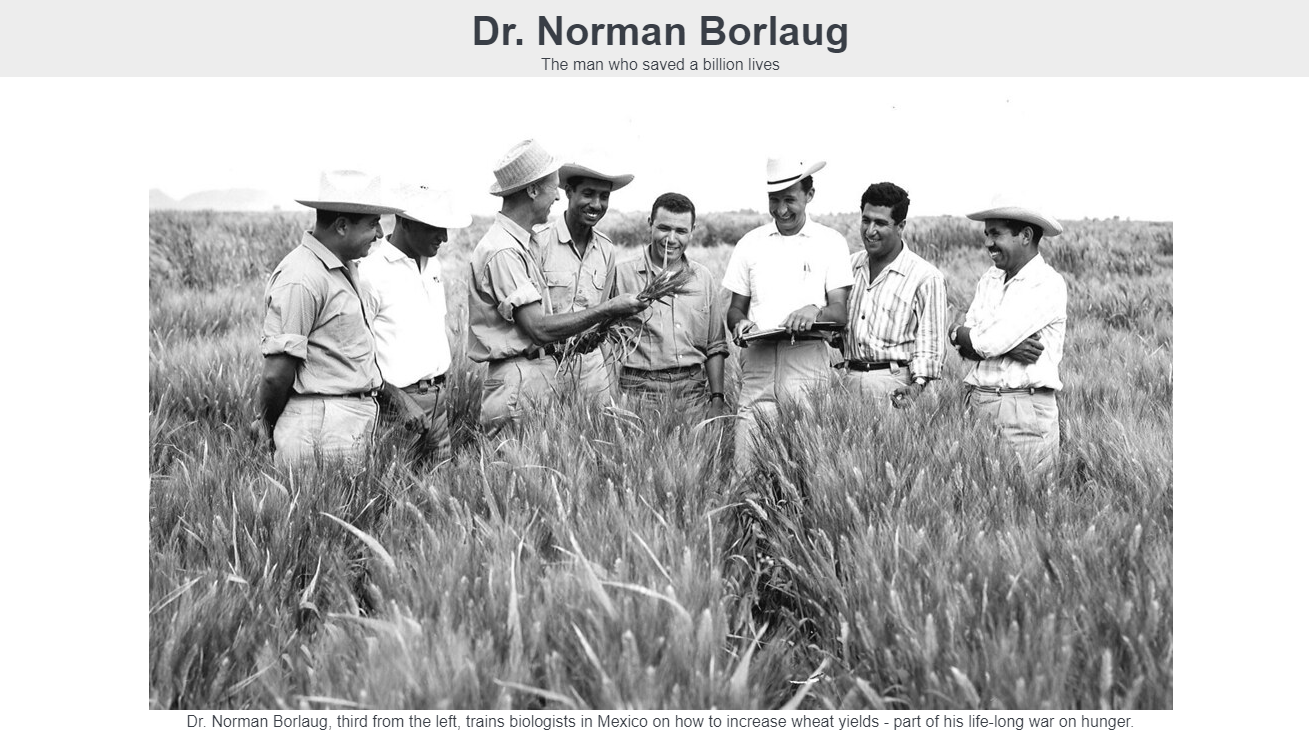 Dr. Norman Borlaug
The man who saved a billion lives
Dr. Norman Borlaug, third from the left, trains biologists in Mexico on how to increase wheat yields - part of his life-long war on hunger.